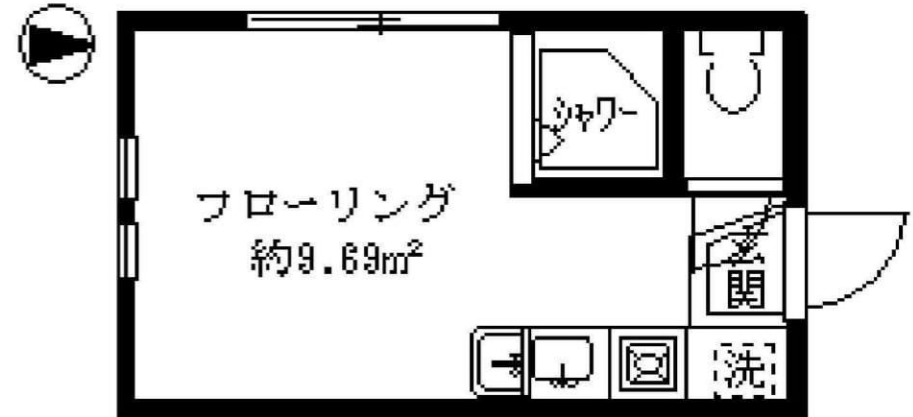 シャワー
フローリング
約9.69m²
玄関
洗